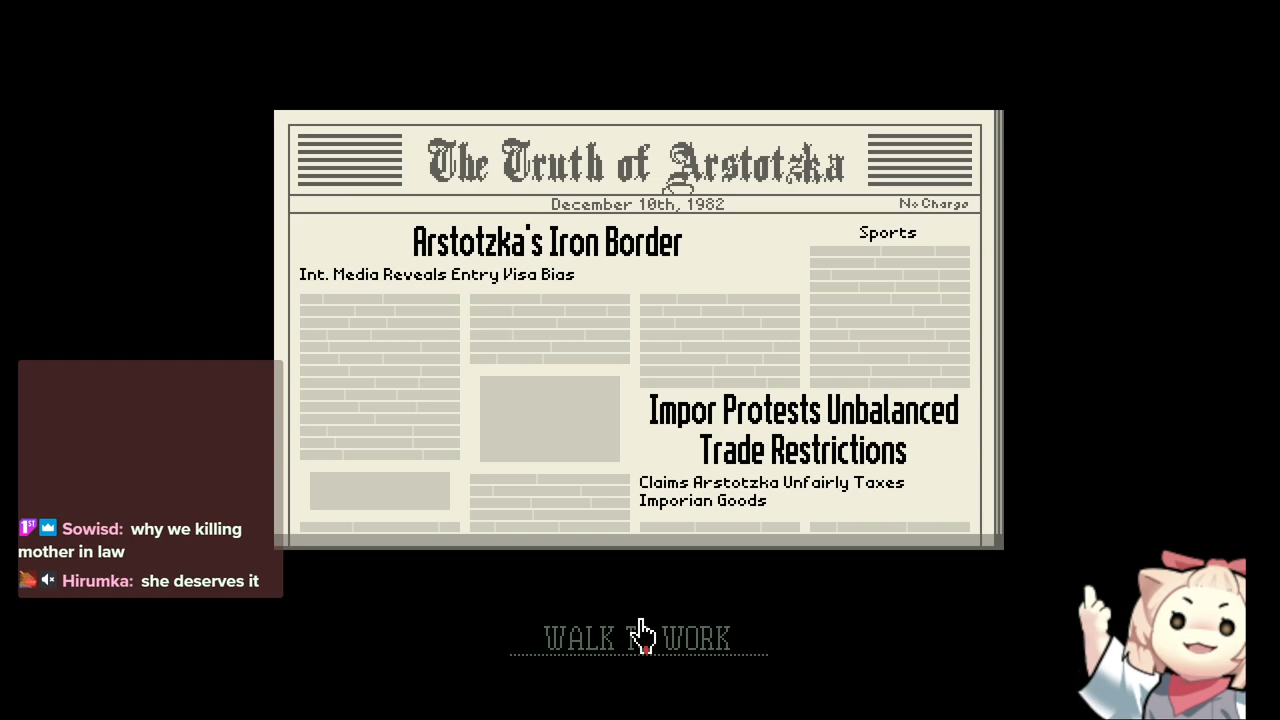 The Truth of Arstotzka
December 10th, 1982
No Charge
Arstotzka's Iron Border
Int. Media Reveals Entry Visa Bias
Sports
Impor Protests Unbalanced
Trade Restrictions
Claims Arstotzka Unfairly Taxes
Imporian Goods
1ST Sowisd: why we killing
mother in law
Hirumka: she deserves it
WALK TO WORK